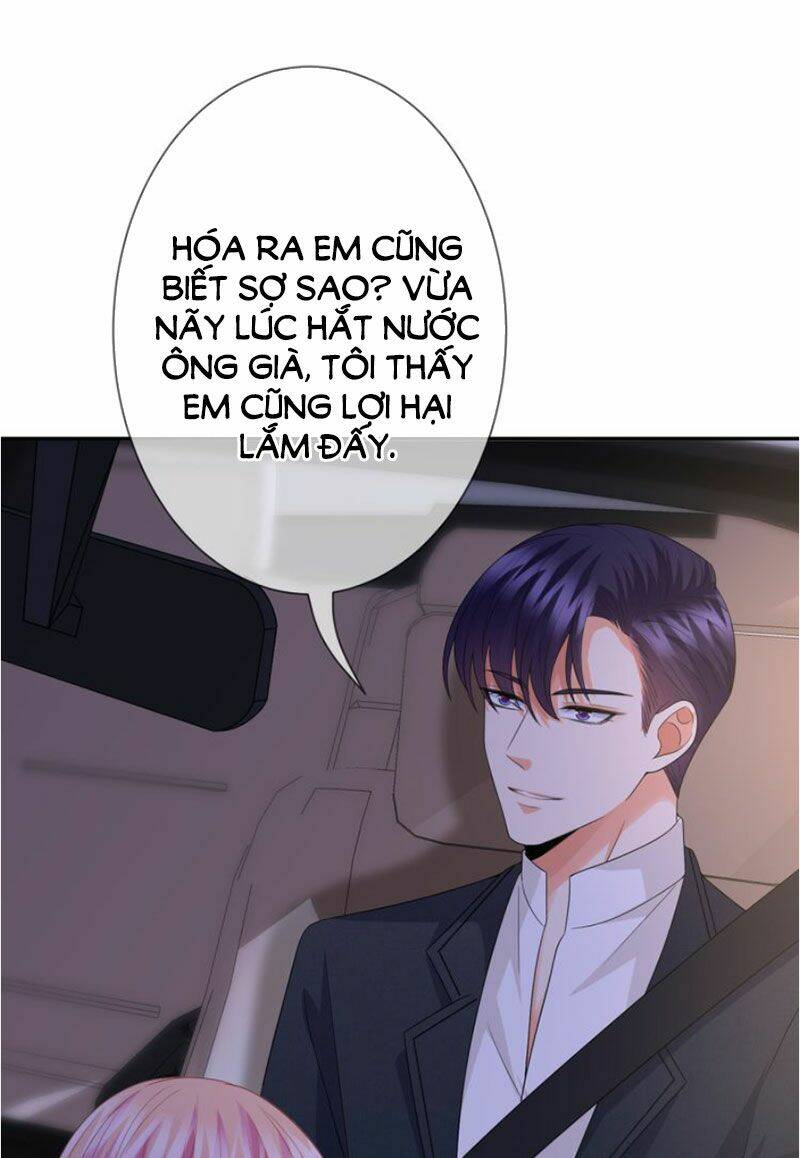 HÓA RA EM CŨNG
BIẾT SỢ SAO? VỪA
NÃY LÚC HẮT NƯỚC
ÔNG GIÀ, TÔI THẤY
EM CŨNG LỢI HẠI
LẮM ĐẤY.